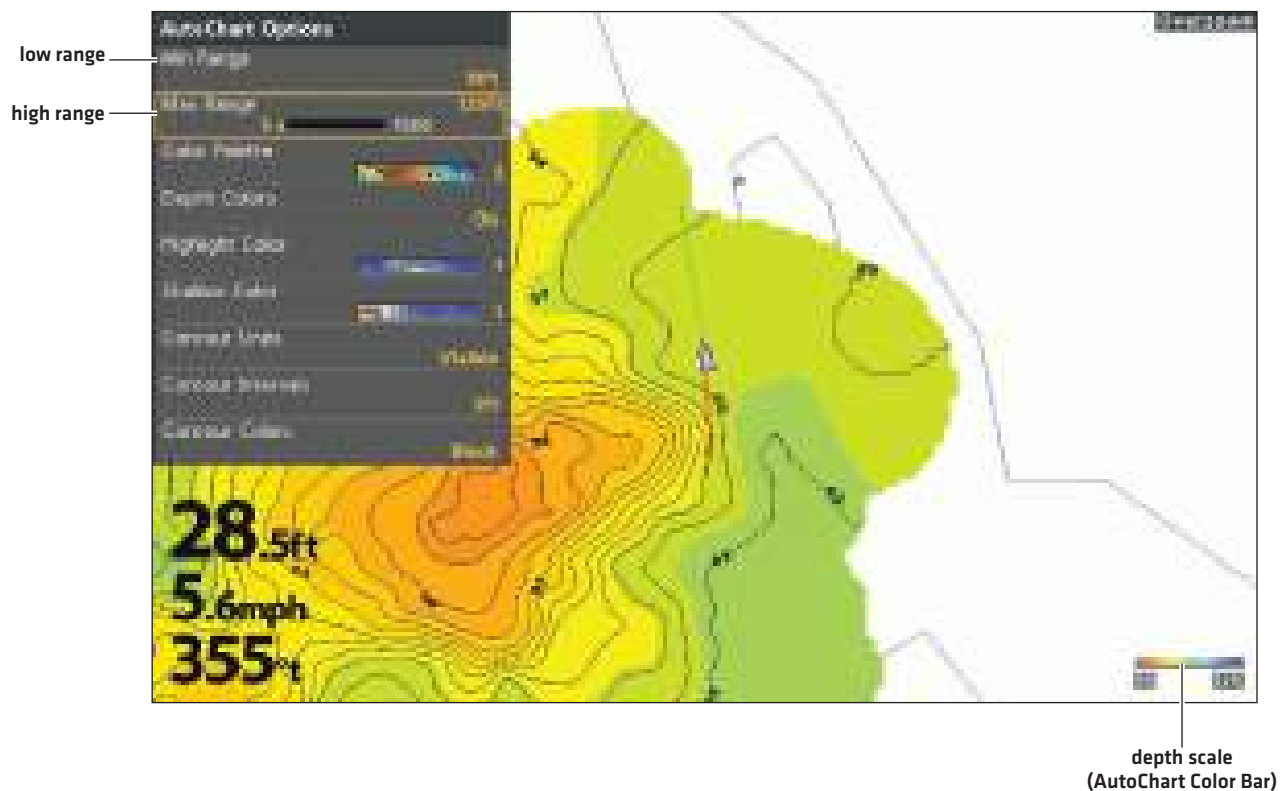 AutoChart Options
low range
Min Range
high range
Max Range
Color Palette
Depth Colors
On
Highlight Color
Shallow Color
Contour Lines
Visible
Contour Intervals
Contour Colors
Black
28.5ft
5.6mph
355°t
depth scale
(AutoChart Color Bar)